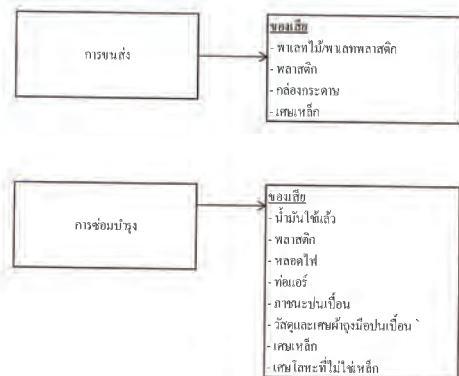 การขนส่ง
ของเสีย
- พาเลทไม้/พาเลทพลาสติก
- พลาสติก
- กล่องกระดาษ
- เศษเหล็ก
การซ่อมบำรุง
ของเสีย
- น้ำมันใช้แล้ว
- พลาสติก
- หลอดไฟ
- ท่อแอร์
- ภาชนะปนเปื้อน
- วัสดุและเศษผ้าถุงมือปนเปื้อน
- เศษเหล็ก
- เศษโลหะที่ไม่ใช่เหล็ก